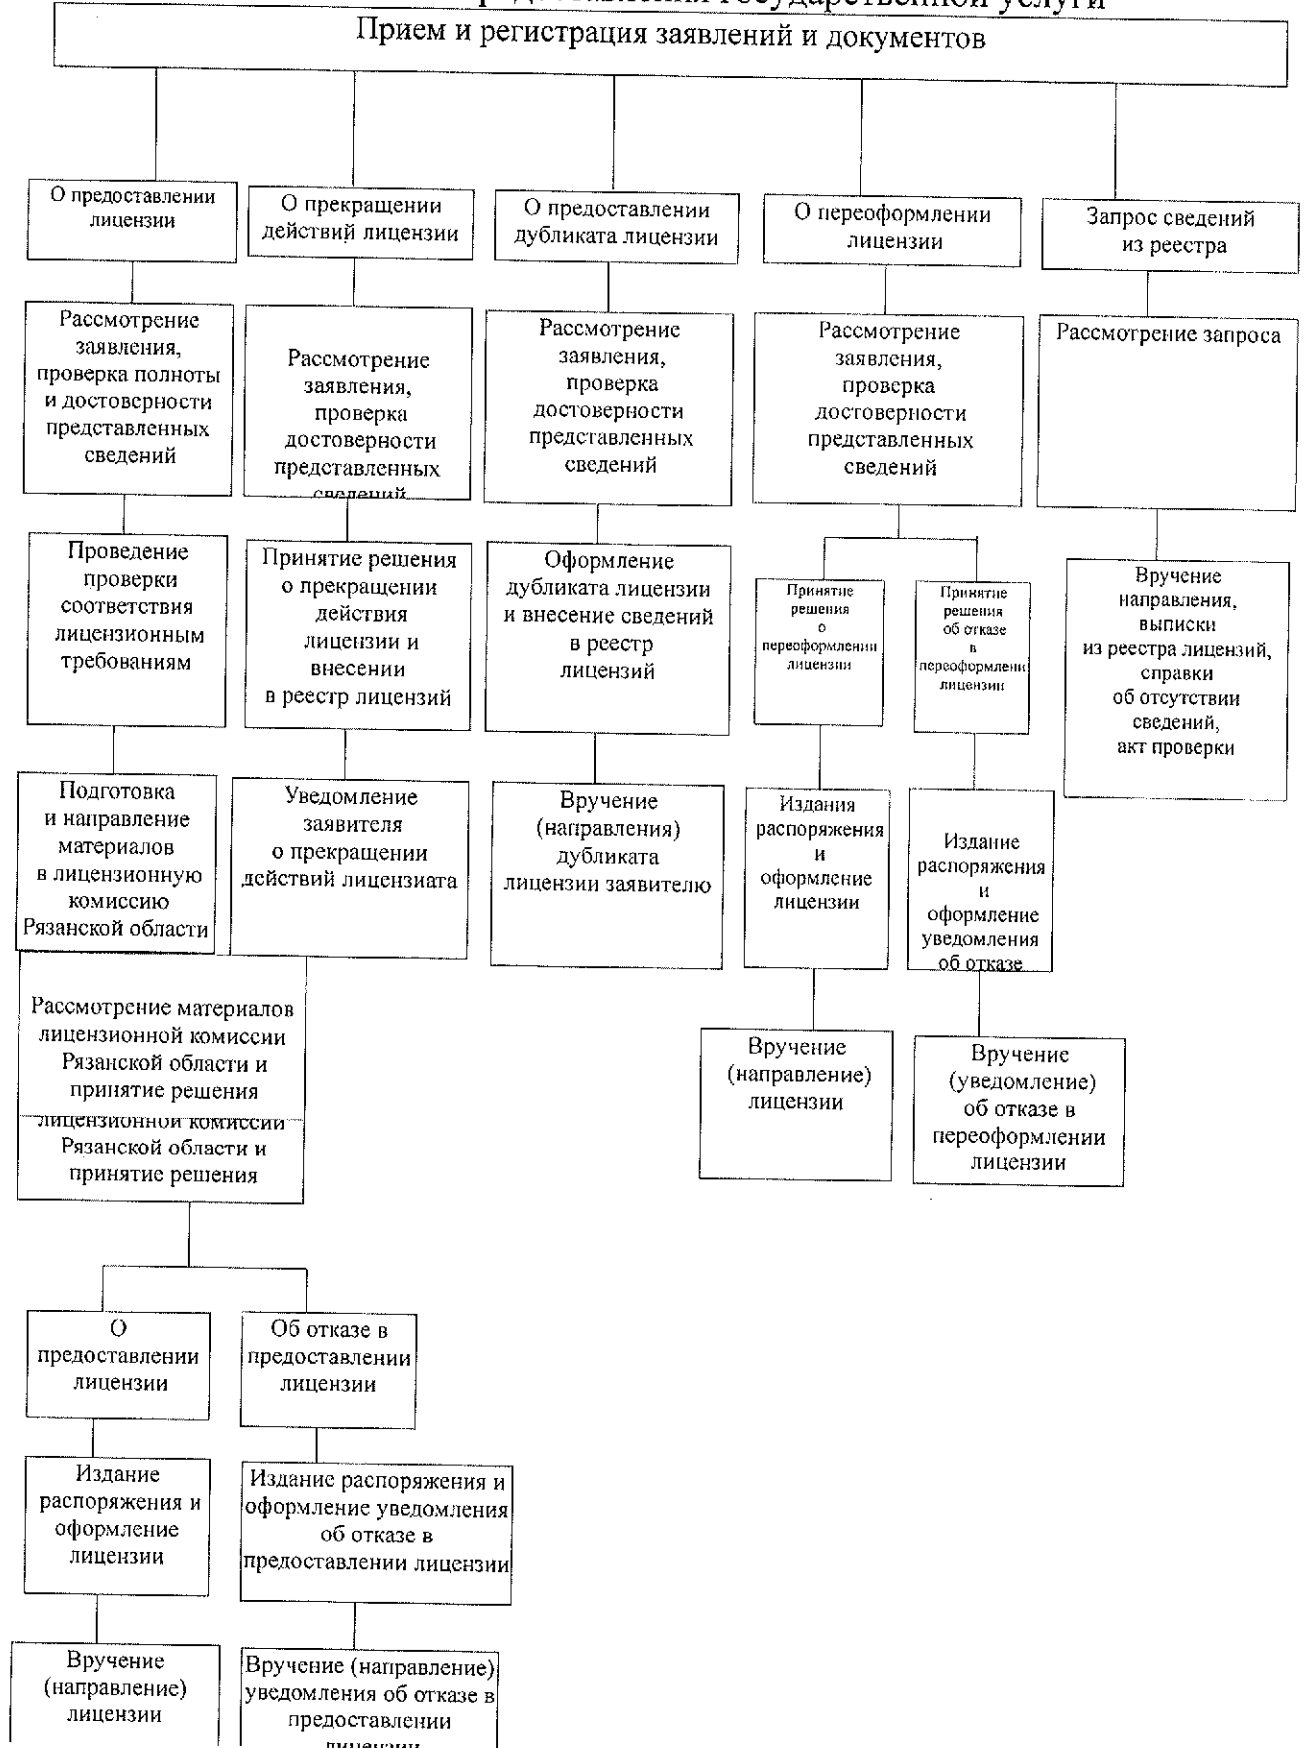 предоставления государственной услуги
Прием и регистрация заявлений и документов
О предоставлении
лицензии
О прекращении
действий лицензии
О предоставлении
дубликата лицензии
О переоформлении
лицензии
Запрос сведений
из реестра
Рассмотрение
заявления,
проверка полноты
и достоверности
представленных
сведений
Рассмотрение
заявления,
проверка
достоверности
представленных
сведений
Рассмотрение
заявления,
проверка
достоверности
представленных
сведений
Рассмотрение
заявления,
проверка
достоверности
представленных
сведений
Рассмотрение запроса
Проведение
проверки
соответствия
лицензионным
требованиям
Принятие решения
о прекращении
действия
лицензии и
внесении
в реестр лицензий
Оформление
дубликата лицензии
и внесение сведений
в реестр
лицензий
Принятие
решения
о
переоформлении
лицензии
Принятие
решения
об отказе
в
переоформлени
лицензии
Вручение
направления,
выписки
из реестра лицензий,
справки
об отсутствии
сведений,
акт проверки
Подготовка
и направление
материалов
в лицензионную
комиссию
Рязанской области
Уведомление
заявителя
о прекращении
действий лицензиата
Вручение
(направления)
дубликата
лицензии заявителю
Издания
распоряжения
и
оформление
лицензии
Издание
распоряжения
и
оформление
уведомления
об отказе
Рассмотрение материалов
лицензионной комиссии
Рязанской области и
принятие решения
лицензионной комиссии
Рязанской области и
принятие решения
Вручение
(направление)
лицензии
Вручение
(уведомление)
об отказе в
переоформлении
лицензии
О
предоставлении
лицензии
Об отказе в
предоставлении
лицензии
Издание
распоряжения и
оформление
лицензии
Издание распоряжения и
оформление уведомления
об отказе в
предоставлении лицензии
Вручение
(направление)
лицензии
Вручение (направление)
уведомления об отказе в
предоставлении
лицензии